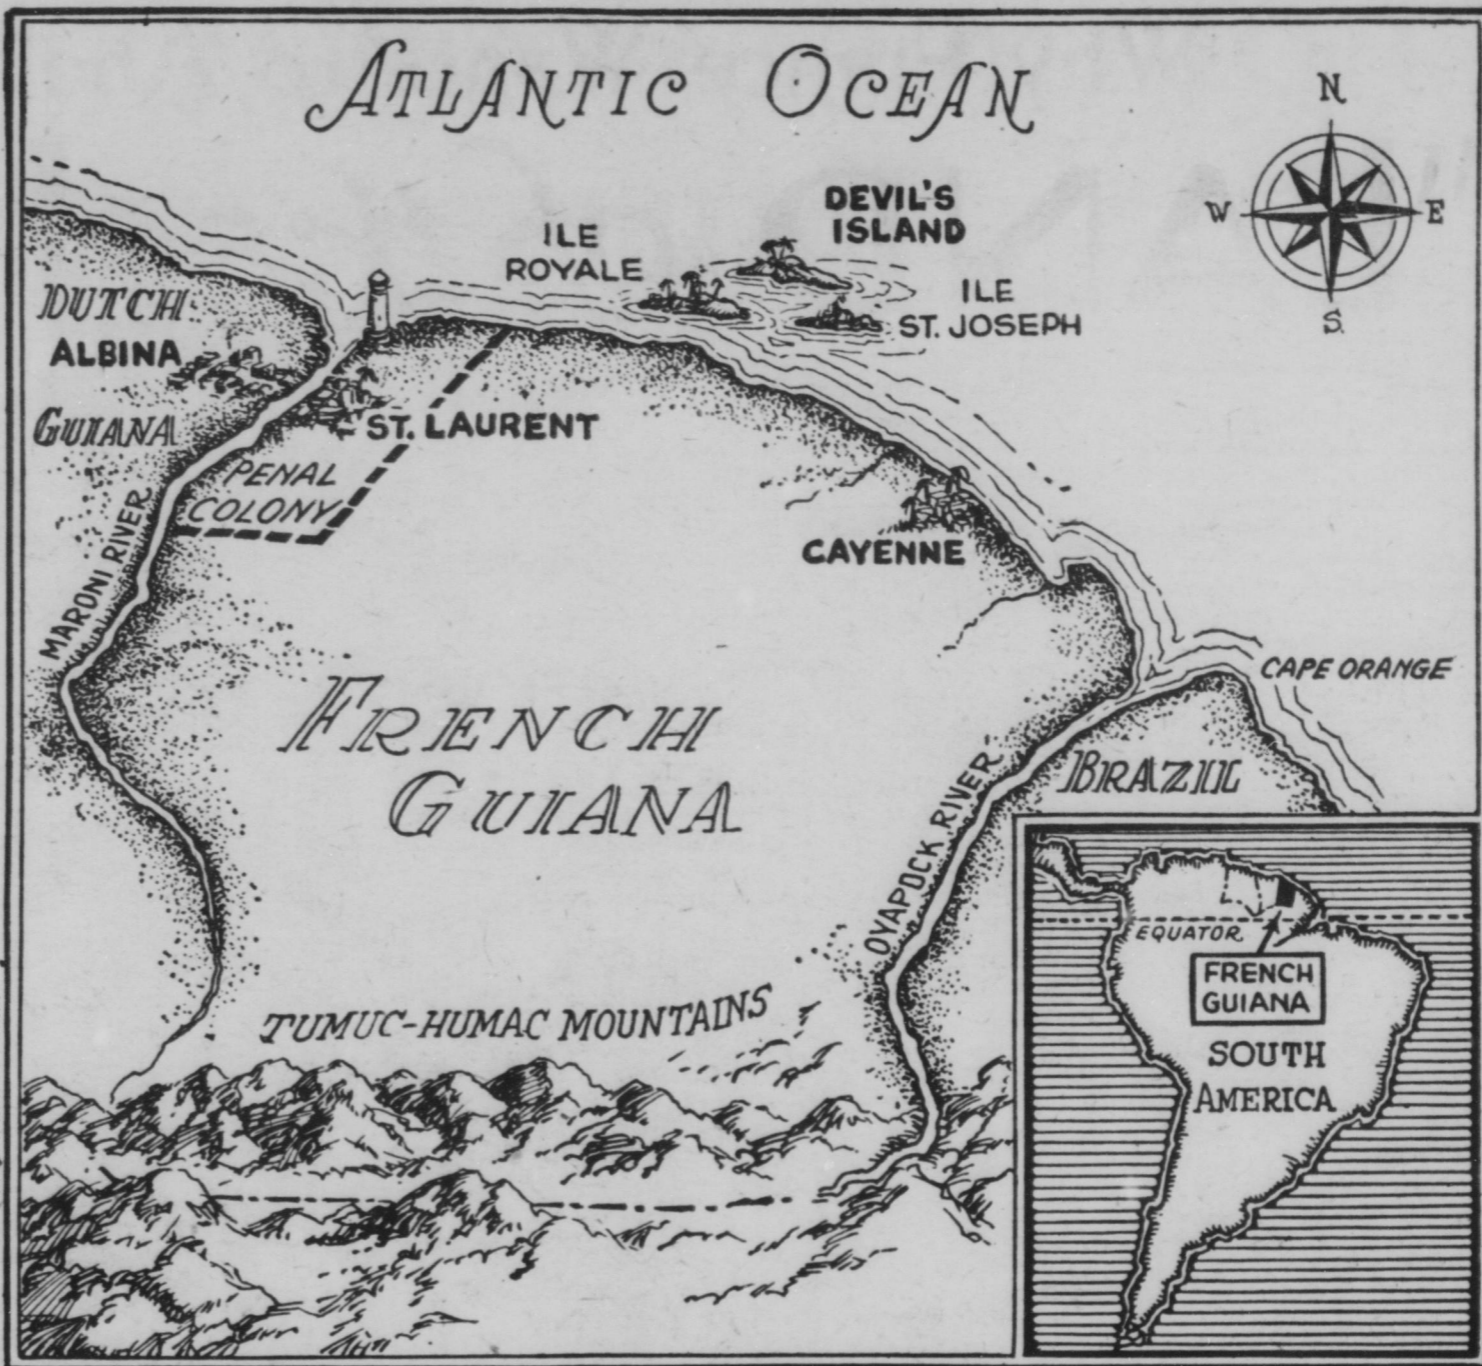 ATLANTIC OCEAN
N
W
E
S
DEVIL'S
ISLAND
ILE
ROYALE
ILE
ST. JOSEPH
DUTCH
ALBINA
GUIANA
ST. LAURENT
PENAL
COLONY
MARONI RIVER
CAYENNE
CAPE ORANGE
FRENCH
GUIANA
BRAZIL
OYAPOCK RIVER
TUMUC-HUMAC MOUNTAINS
EQUATOR
FRENCH
GUIANA
SOUTH
AMERICA